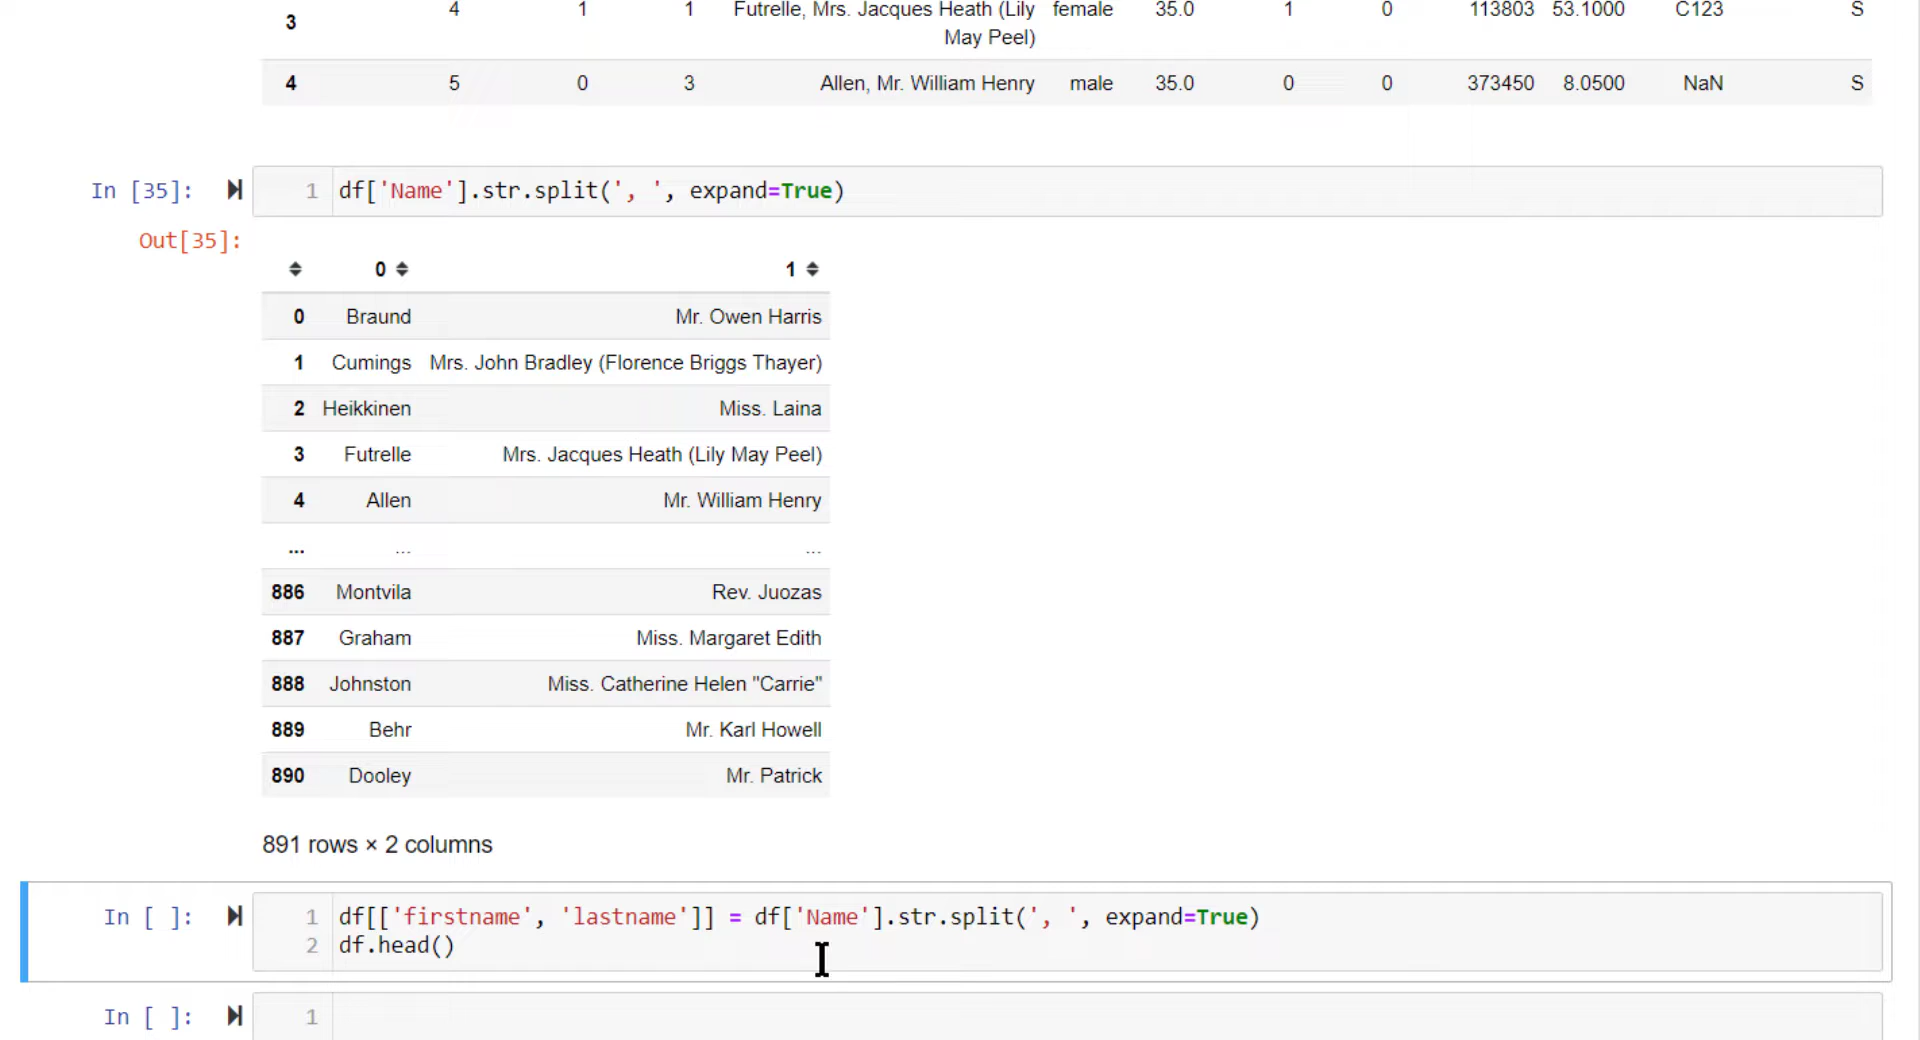 3 4 1 1 Futrelle, Mrs. Jacques Heath (Lily May Peel) female 35.0 1 0 113803 53.1000 C123 S
4 5 0 3 Allen, Mr. William Henry male 35.0 0 0 373450 8.0500 NaN S
In [35]: 1 df['Name'].str.split(', ', expand=True)
Out[35]:
0 1
0 Braund Mr. Owen Harris
1 Cumings Mrs. John Bradley (Florence Briggs Thayer)
2 Heikkinen Miss. Laina
3 Futrelle Mrs. Jacques Heath (Lily May Peel)
4 Allen Mr. William Henry
... ... ...
886 Montvila Rev. Juozas
887 Graham Miss. Margaret Edith
888 Johnston Miss. Catherine Helen "Carrie"
889 Behr Mr. Karl Howell
890 Dooley Mr. Patrick
891 rows × 2 columns
In [ ]: 1 df[['firstname', 'lastname']] = df['Name'].str.split(', ', expand=True)
2 df.head()
In [ ]: 1